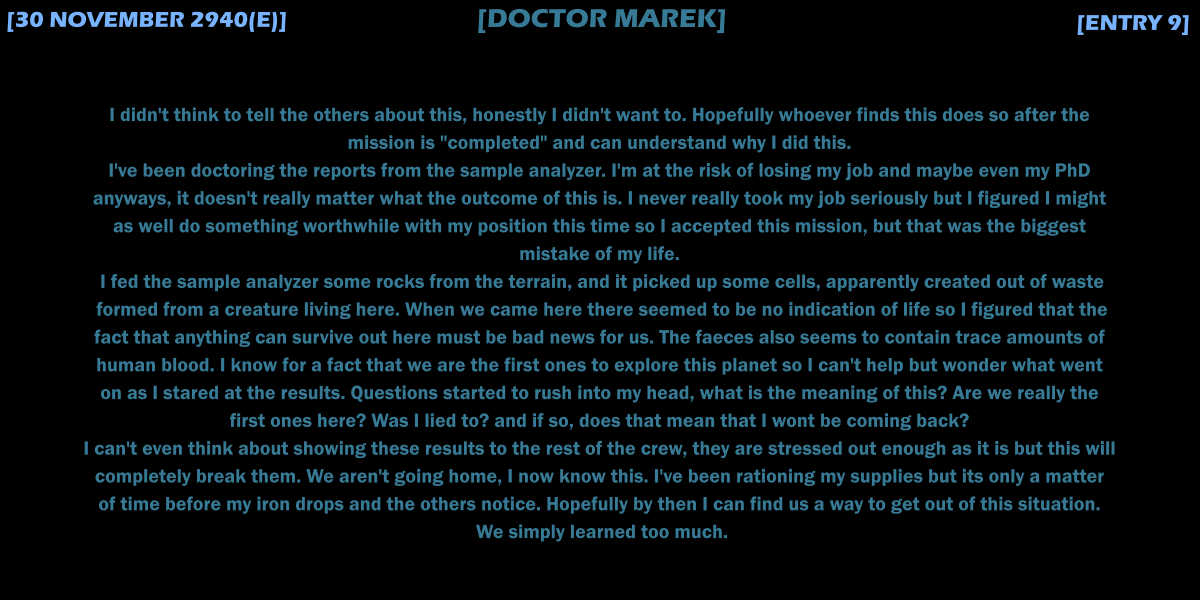 [30 NOVEMBER 2940(E)]
[DOCTOR MAREK]
[ENTRY 9]
I didn't think to tell the others about this, honestly I didn't want to. Hopefully whoever finds this does so after the
mission is "completed" and can understand why I did this.
I've been doctoring the reports from the sample analyzer. I'm at the risk of losing my job and maybe even my PhD
anyways, it doesn't really matter what the outcome of this is. I never really took my job seriously but I figured I might
as well do something worthwhile with my position this time so I accepted this mission, but that was the biggest
mistake of my life.
I fed the sample analyzer some rocks from the terrain, and it picked up some cells, apparently created out of waste
formed from a creature living here. When we came here there seemed to be no indication of life so I figured that the
fact that anything can survive out here must be bad news for us. The faeces also seems to contain trace amounts of
human blood. I know for a fact that we are the first ones to explore this planet so I can't help but wonder what went
on as I stared at the results. Questions started to rush into my head, what is the meaning of this? Are we really the
first ones here? Was I lied to? and if so, does that mean that I wont be coming back?
I can't even think about showing these results to the rest of the crew, they are stressed out enough as it is but this will
completely break them. We aren't going home, I now know this. I've been rationing my supplies but its only a matter
of time before my iron drops and the others notice. Hopefully by then I can find us a way to get out of this situation.
We simply learned too much.